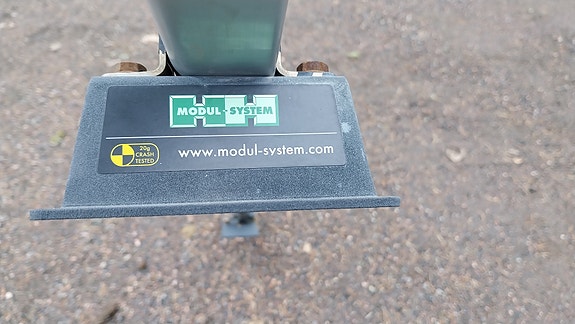 MODUL-SYSTEM
20g
CRASH
TESTED
www.modul-system.com